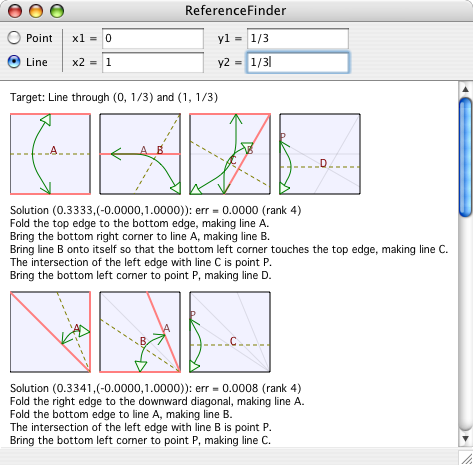 ReferenceFinder
Point x1 = 0 y1 = 1/3
Line x2 = 1 y2 = 1/3
Target: Line through (0, 1/3) and (1, 1/3)
A A B C B P D
Solution (0.3333,(-0.0000,1.0000)): err = 0.0000 (rank 4)
Fold the top edge to the bottom edge, making line A.
Bring the bottom right corner to line A, making line B.
Bring line B onto itself so that the bottom left corner touches the top edge, making line C.
The intersection of the left edge with line C is point P.
Bring the bottom left corner to point P, making line D.
A B A P C
Solution (0.3341,(-0.0000,1.0000)): err = 0.0008 (rank 4)
Fold the right edge to the downward diagonal, making line A.
Fold the bottom edge to line A, making line B.
The intersection of the left edge with line B is point P.
Bring the bottom left corner to point P, making line C.